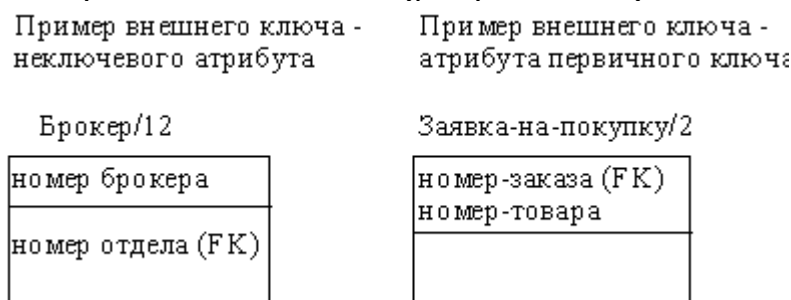 Пример внешнего ключа -
неключевого атрибута
Пример внешнего ключа -
атрибута первичного ключа
Брокер/12
номер брокера
номер отдела (FK)
Заявка-на-покупку/2
номер-заказа (FK)
номер-товара